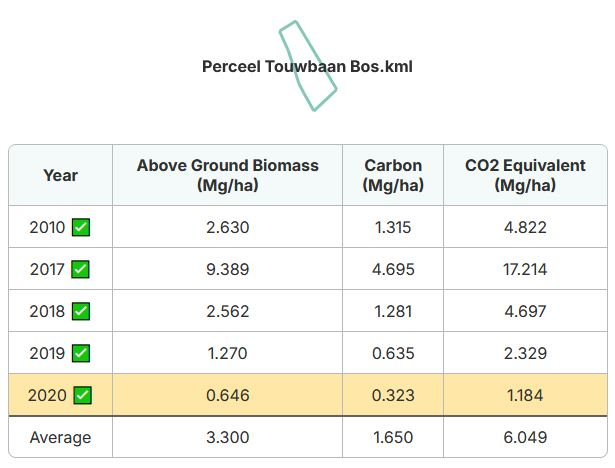 Perceel Touwbaan Bos.kml
Year Above Ground Biomass (Mg/ha) Carbon (Mg/ha) CO2 Equivalent (Mg/ha)
2010 ✅ 2.630 1.315 4.822
2017 ✅ 9.389 4.695 17.214
2018 ✅ 2.562 1.281 4.697
2019 ✅ 1.270 0.635 2.329
2020 ✅ 0.646 0.323 1.184
Average 3.300 1.650 6.049